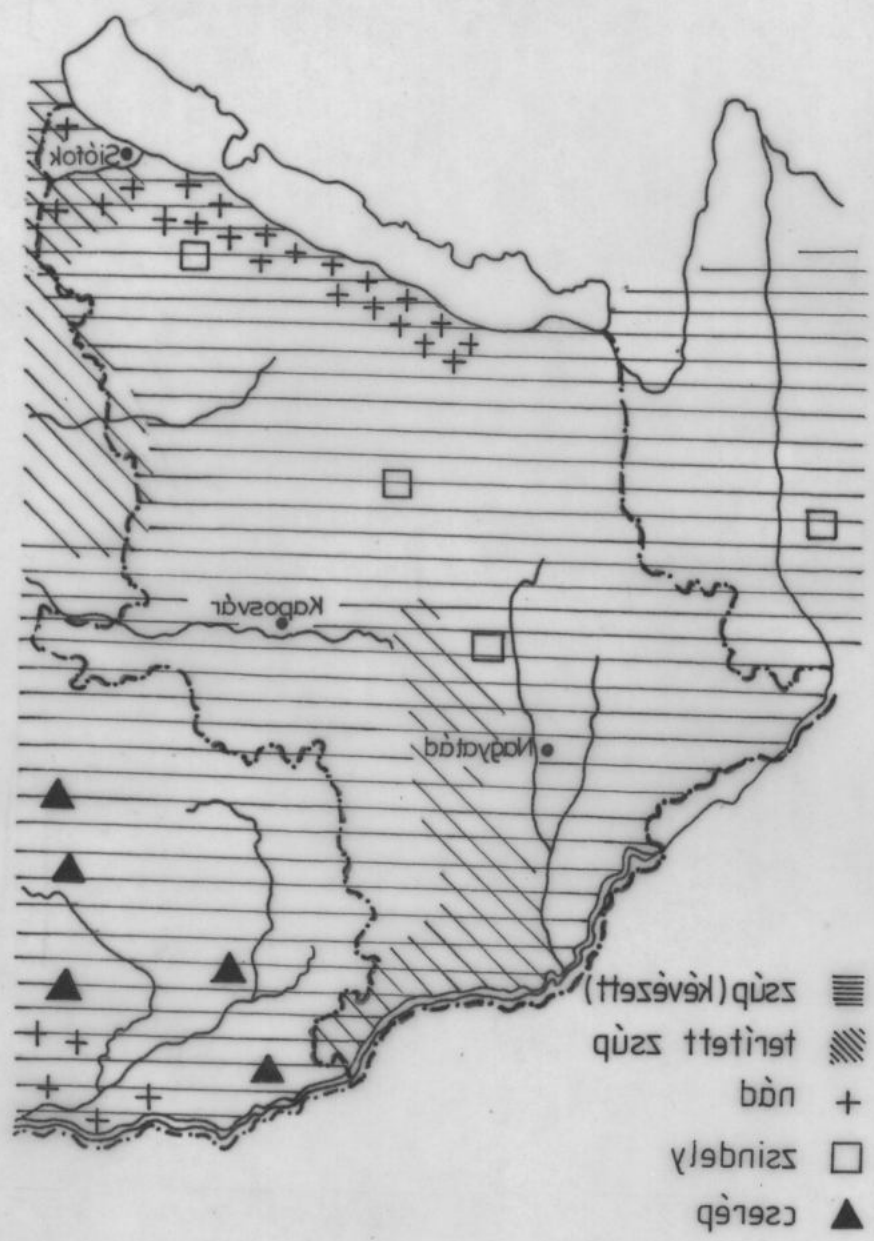 Siófok
Kaposvár
Nagyatád
zsúp (kévézett)
terített zsúp
nád
zsindely
cserép